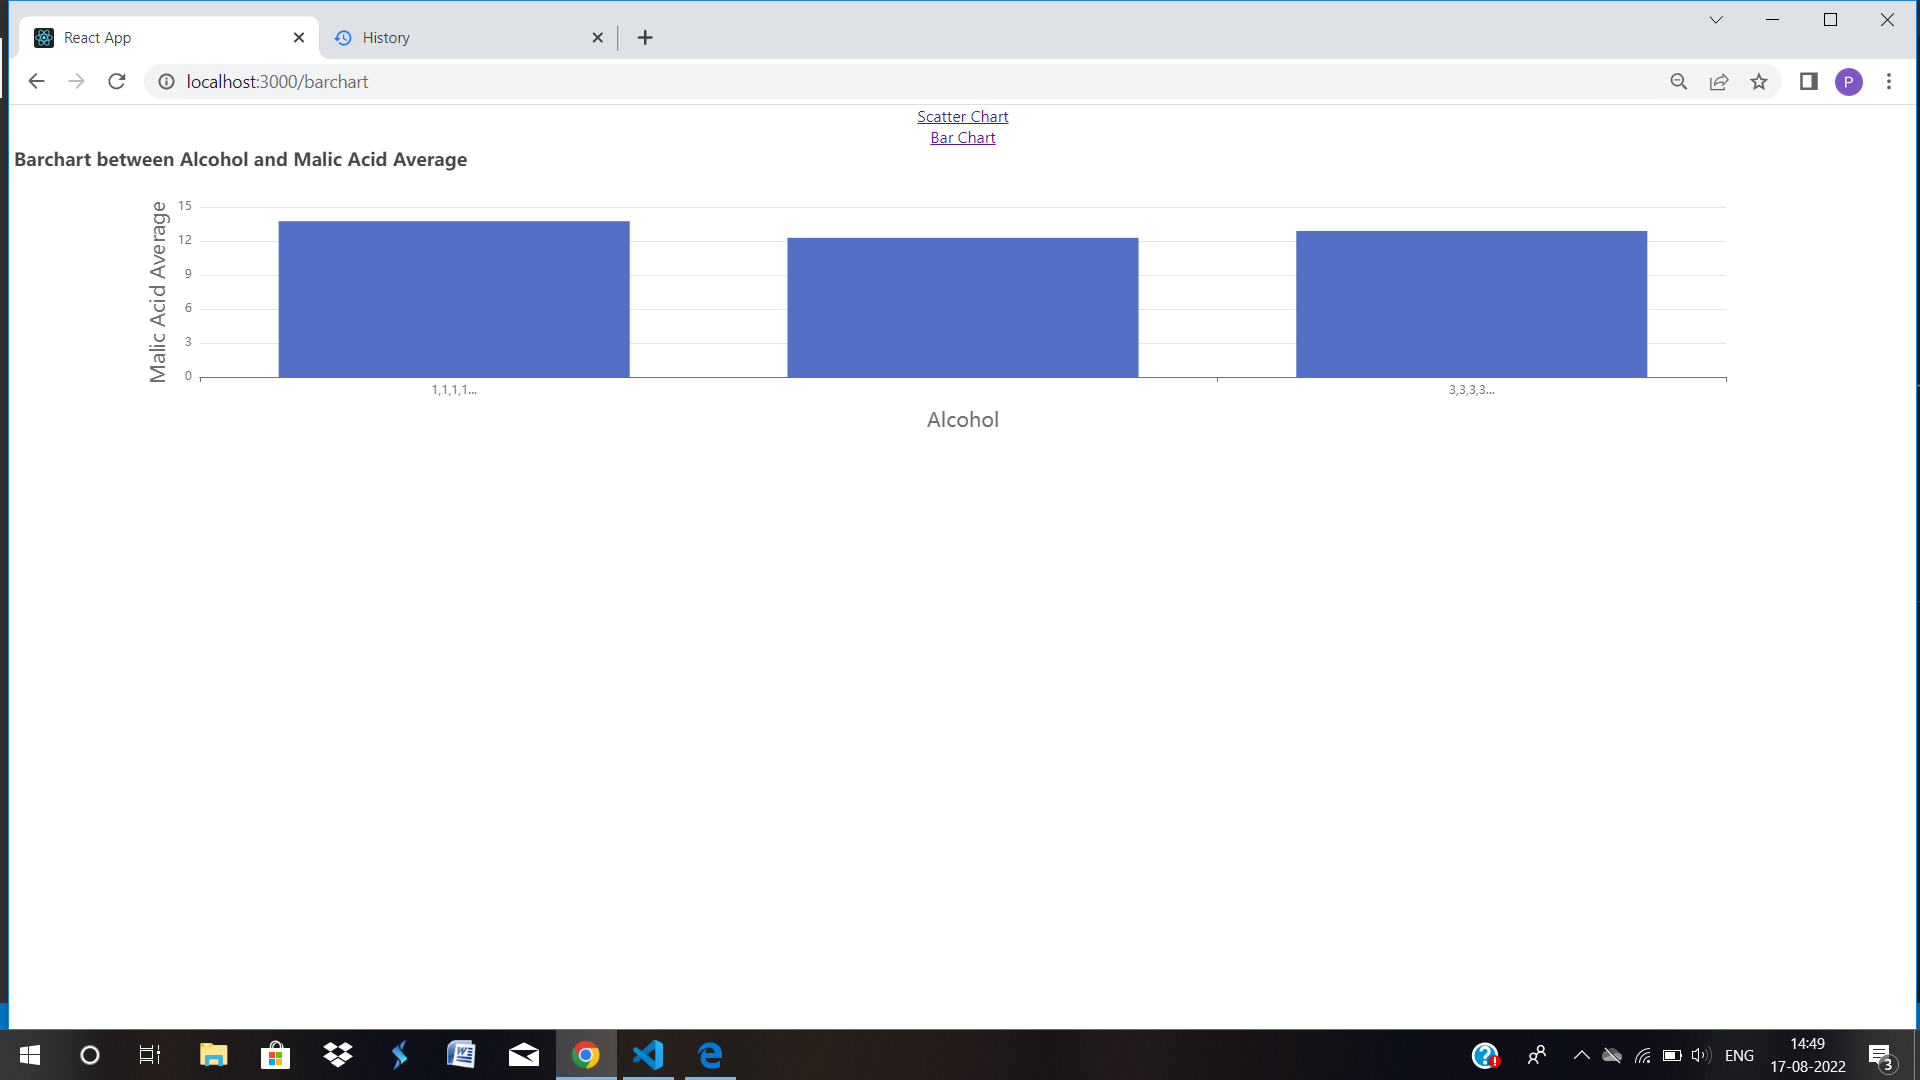 React App
History
localhost:3000/barchart
P
Scatter Chart
Bar Chart
Barchart between Alcohol and Malic Acid Average
Malic Acid Average
15
12
9
6
3
0
1,1,1,1...
3,3,3,3...
Alcohol
ENG
14:49
17-08-2022
3